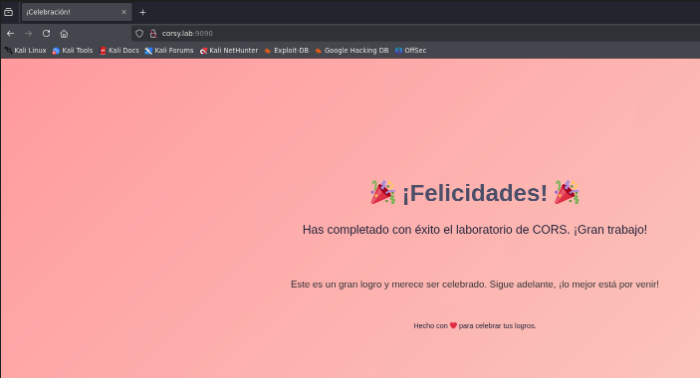 ¡Celebración!
corsy.lab:9090
Kali Linux Kali Tools Kali Docs Kali Forums Kali NetHunter Exploit-DB Google Hacking DB OffSec
🎉 ¡Felicidades! 🎉
Has completado con éxito el laboratorio de CORS. ¡Gran trabajo!
Este es un gran logro y merece ser celebrado. Sigue adelante, ¡lo mejor está por venir!
Hecho con ❤️ para celebrar tus logros.